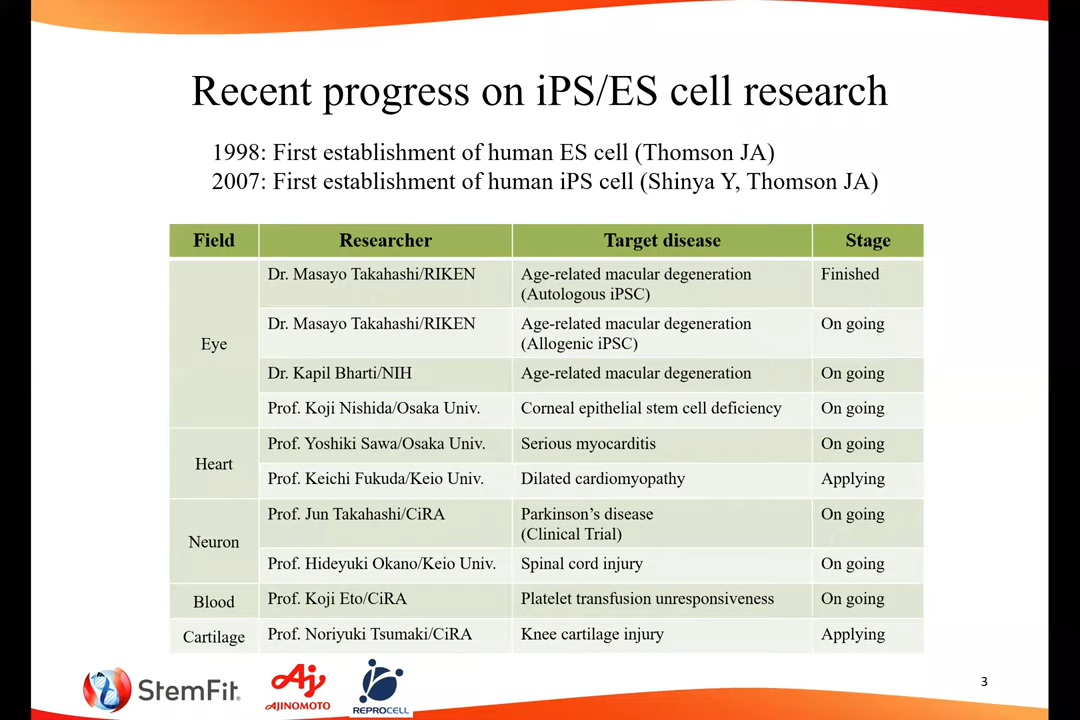 Recent progress on iPS/ES cell research
1998: First establishment of human ES cell (Thomson JA)
2007: First establishment of human iPS cell (Shinya Y, Thomson JA)
Field Researcher Target disease Stage
Eye
Dr. Masayo Takahashi/RIKEN Age-related macular degeneration Finished
(Autologous iPSC)
Dr. Masayo Takahashi/RIKEN Age-related macular degeneration On going
(Allogenic iPSC)
Dr. Kapil Bharti/NIH Age-related macular degeneration On going
Prof. Koji Nishida/Osaka Univ. Corneal epithelial stem cell deficiency On going
Heart
Prof. Yoshiki Sawa/Osaka Univ. Serious myocarditis On going
Prof. Keichi Fukuda/Keio Univ. Dilated cardiomyopathy Applying
Neuron
Prof. Jun Takahashi/CiRA Parkinson’s disease On going
(Clinical Trial)
Prof. Hideyuki Okano/Keio Univ. Spinal cord injury On going
Blood Prof. Koji Eto/CiRA Platelet transfusion unresponsiveness On going
Cartilage Prof. Noriyuki Tsumaki/CiRA Knee cartilage injury Applying
StemFit®
Aj
AJINOMOTO
REPROCELL
3